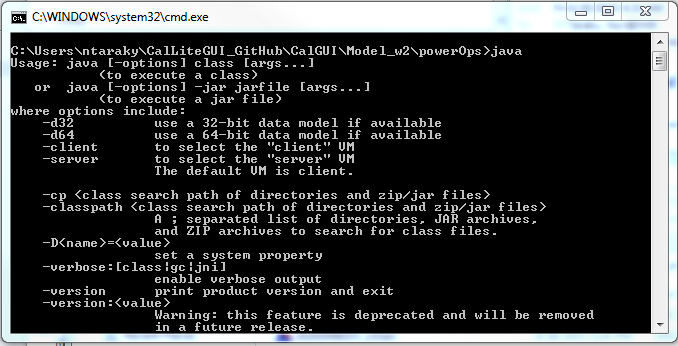 C:\WINDOWS\system32\cmd.exe
C:\Users\ntaraky\CalLiteGUI_GitHub\CalGUI\Model_w2\powerOps>java
Usage: java [-options] class [args...]
(to execute a class)
or java [-options] -jar jarfile [args...]
(to execute a jar file)
where options include:
-d32 use a 32-bit data model if available
-d64 use a 64-bit data model if available
-client to select the "client" VM
-server to select the "server" VM
The default VM is client.
-cp <class search path of directories and zip/jar files>
-classpath <class search path of directories and zip/jar files>
A ; separated list of directories, JAR archives,
and ZIP archives to search for class files.
-D<name>=<value>
set a system property
-verbose:[class|gc|jni]
enable verbose output
-version print product version and exit
-version:<value>
Warning: this feature is deprecated and will be removed
in a future release.